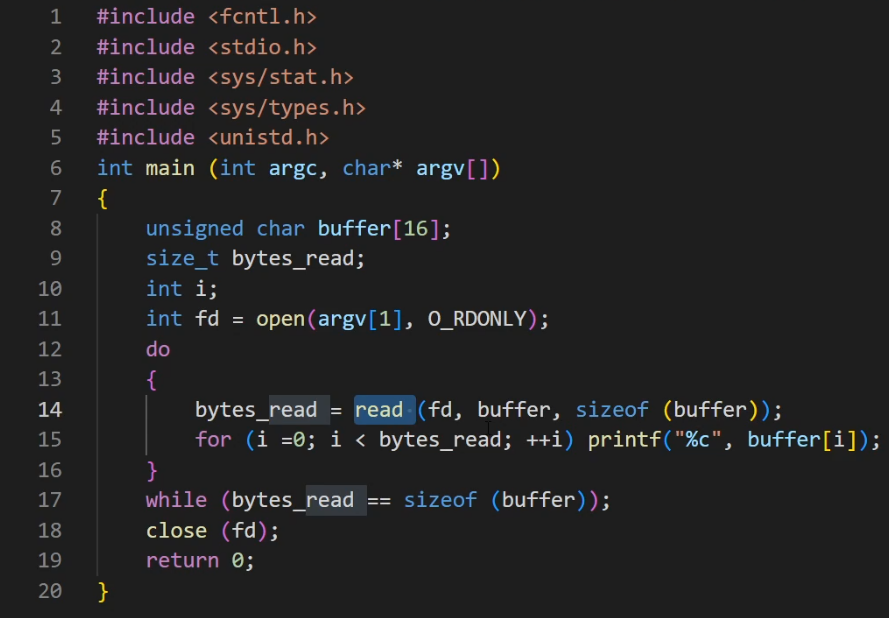 1 #include <fcntl.h>
2 #include <stdio.h>
3 #include <sys/stat.h>
4 #include <sys/types.h>
5 #include <unistd.h>
6 int main (int argc, char* argv[])
7 {
8 unsigned char buffer[16];
9 size_t bytes_read;
10 int i;
11 int fd = open(argv[1], O_RDONLY);
12 do
13 {
14 bytes_read = read (fd, buffer, sizeof (buffer));
15 for (i =0; i < bytes_read; ++i) printf("%c", buffer[i]);
16 }
17 while (bytes_read == sizeof (buffer));
18 close (fd);
19 return 0;
20 }